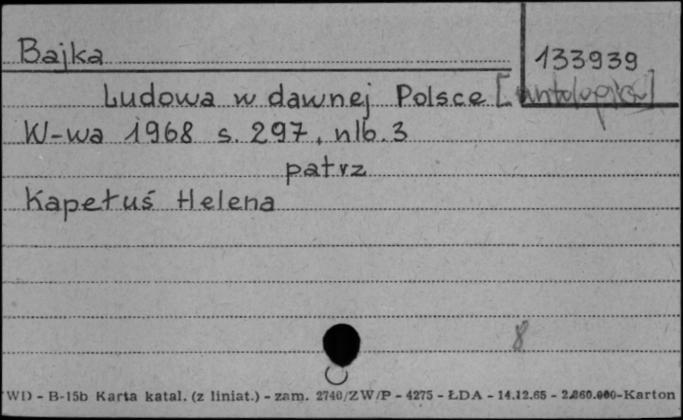 Bajka
133939
Ludowa w dawnej Polsce [antologia]
W-wa 1968 s. 297, nlb. 3
patrz
Kapełuś Helena
8
WD - B-15b Karta katal. (z liniat.) - zam. 2740/ZW/P - 4275 - ŁDA - 14.12.65 - 2.860.000-Karton